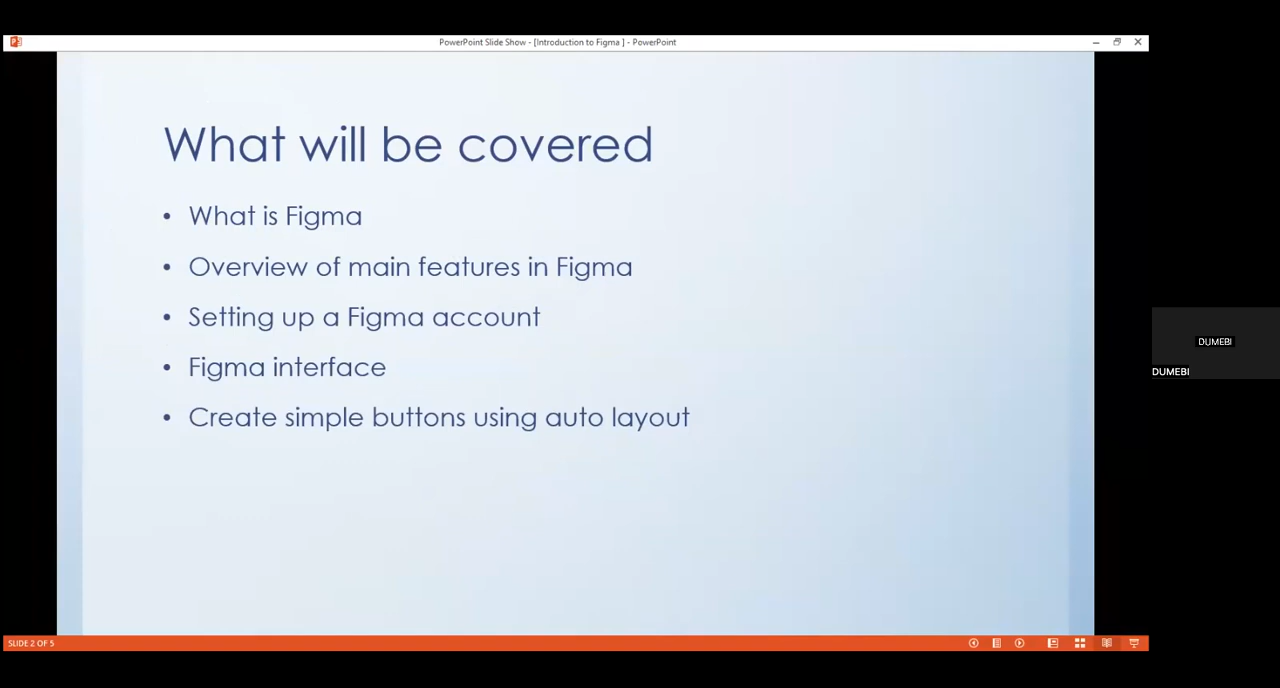 PowerPoint Slide Show - [Introduction to Figma ] - PowerPoint
What will be covered
• What is Figma
• Overview of main features in Figma
• Setting up a Figma account
• Figma interface
• Create simple buttons using auto layout
DUMEBI
DUMEBI
SLIDE 2 OF 5